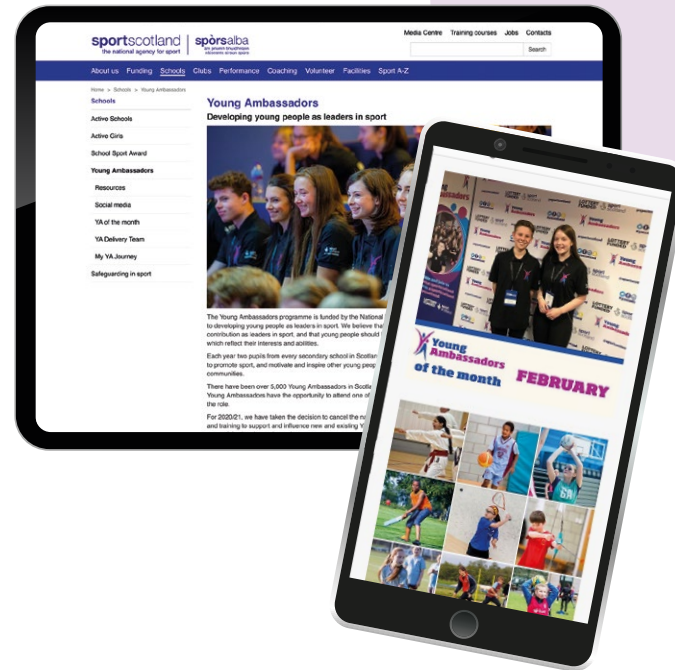 sportscotland
the national agency for sport
spòrsalba
Media Centre Training courses Jobs Contacts
Search
About us Funding Schools Clubs Performance Coaching Volunteer Facilities Sport A-Z
Home > Schools > Young Ambassadors
Schools
Active Schools
Active Girls
School Sport Award
Young Ambassadors
Resources
Social media
YA of the month
YA Delivery Team
My YA Journey
Safeguarding in sport
Young Ambassadors
Developing young people as leaders in sport
The Young Ambassadors programme is funded by the National
to developing young people as leaders in sport. We believe
contribution as leaders in sport, and that young people should
which reflect their interests and abilities.
Each year two pupils from every secondary school in
to promote sport, and motivate and inspire other young
communities.
There have been over 5,000 Young Ambassadors in
Young Ambassadors have the opportunity to attend one of
the role.
For 2020/21, we have taken the decision to cancel the
and training to support and influence new and existing
LOTTERY
FUNDED
Young
Ambassadors
of the month
FEBRUARY
GA